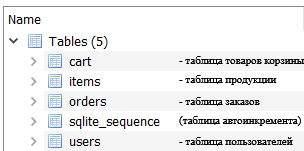 Name
Tables (5)
cart - таблица товаров корзины
items - таблица продукции
orders - таблица заказов
sqlite_sequence (таблица автоинкремента)
users - таблица пользователей